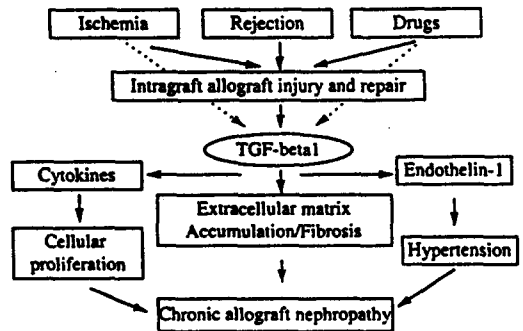 Ischemia
Rejection
Drugs
Intragraft allograft injury and repair
TGF-beta1
Cytokines
Endothelin-1
Extracellular matrix
Accumulation/Fibrosis
Cellular
proliferation
Hypertension
Chronic allograft nephropathy